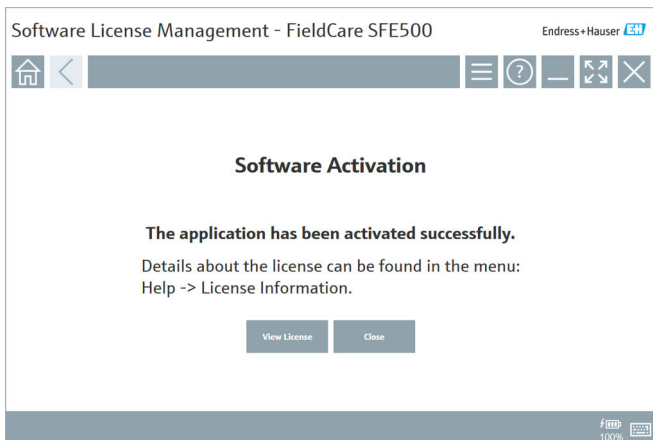 Software License Management - FieldCare SFE500
Endress+Hauser EH
?
Software Activation
The application has been activated successfully.
Details about the license can be found in the menu:
Help -> License Information.
View License
Close
100%